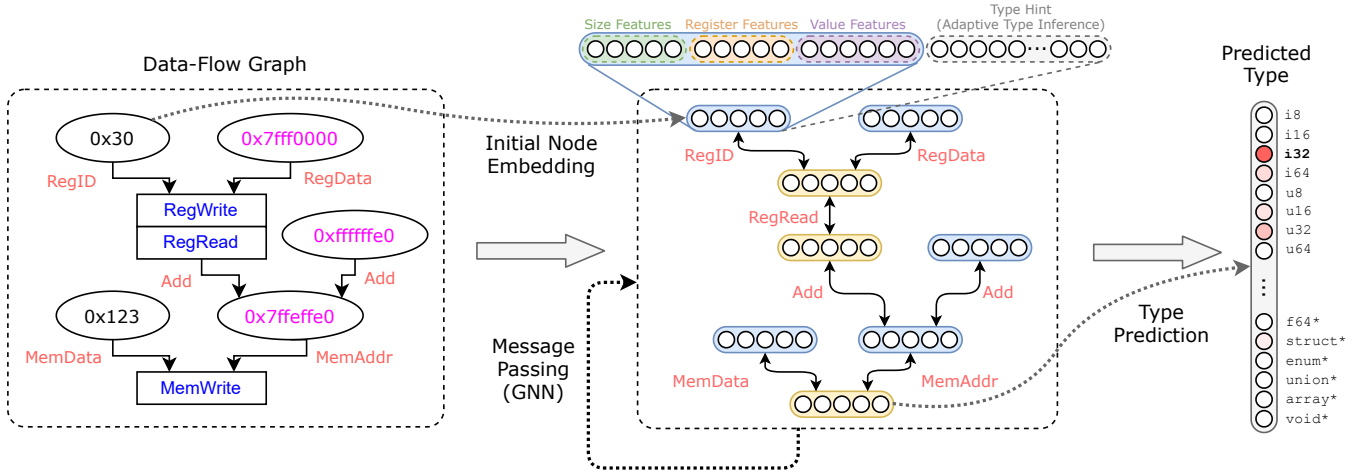 Size Features
Register Features
Value Features
Type Hint
(Adaptive Type Inference)
Data-Flow Graph
0x30
0x7fff0000
RegID
RegData
RegWrite
RegRead
0xffffffe0
Add
Add
0x123
0x7ffeffe0
MemData
MemAddr
MemWrite
Initial Node
Embedding
Message
Passing
(GNN)
RegID
RegData
RegRead
Add
Add
MemData
MemAddr
Type
Prediction
Predicted
Type
i8
i16
i32
i64
u8
u16
u32
u64
...
f64*
struct*
enum*
union*
array*
void*